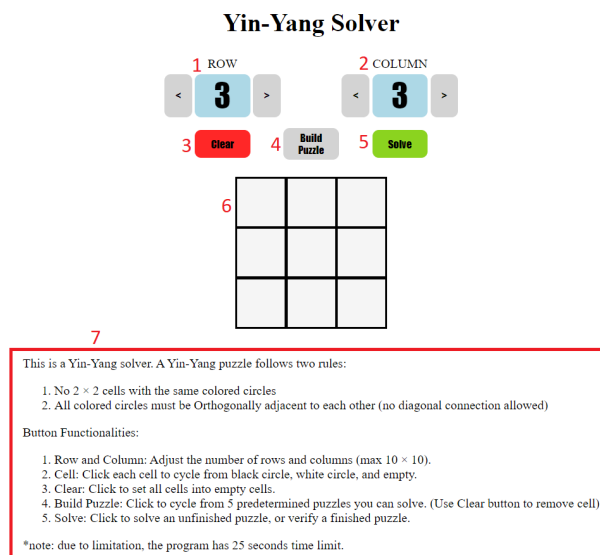 Yin-Yang Solver
1 ROW
2 COLUMN
< 3 >
< 3 >
3 Clear
4 Build Puzzle
5 Solve
6
7
This is a Yin-Yang solver. A Yin-Yang puzzle follows two rules:
1. No 2 × 2 cells with the same colored circles
2. All colored circles must be Orthogonally adjacent to each other (no diagonal connection allowed)
Button Functionalities:
1. Row and Column: Adjust the number of rows and columns (max 10 × 10).
2. Cell: Click each cell to cycle from black circle, white circle, and empty.
3. Clear: Click to set all cells into empty cells.
4. Build Puzzle: Click to cycle from 5 predetermined puzzles you can solve. (Use Clear button to remove cell)
5. Solve: Click to solve an unfinished puzzle, or verify a finished puzzle.
*note: due to limitation, the program has 25 seconds time limit.